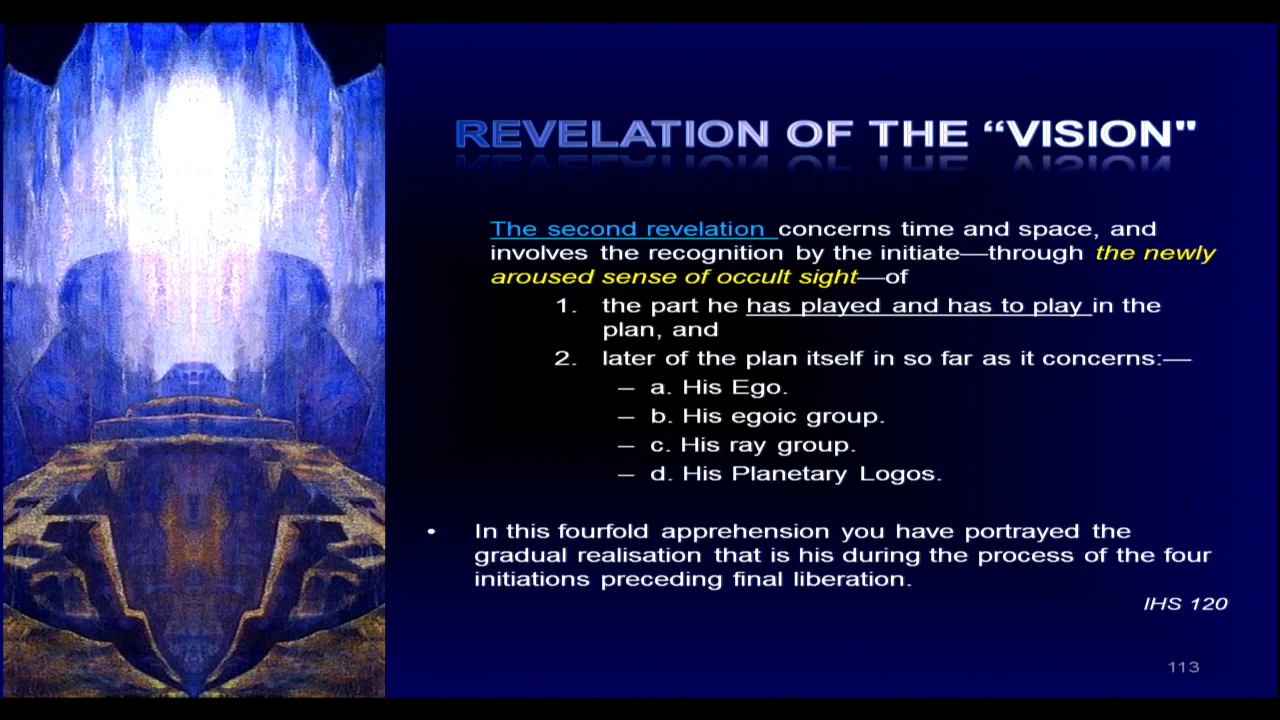 REVELATION OF THE “VISION"
The second revelation concerns time and space, and
involves the recognition by the initiate—through the newly
aroused sense of occult sight—of
1. the part he has played and has to play in the
plan, and
2. later of the plan itself in so far as it concerns:—
– a. His Ego.
– b. His egoic group.
– c. His ray group.
– d. His Planetary Logos.
• In this fourfold apprehension you have portrayed the
gradual realisation that is his during the process of the four
initiations preceding final liberation.
IHS 120
113